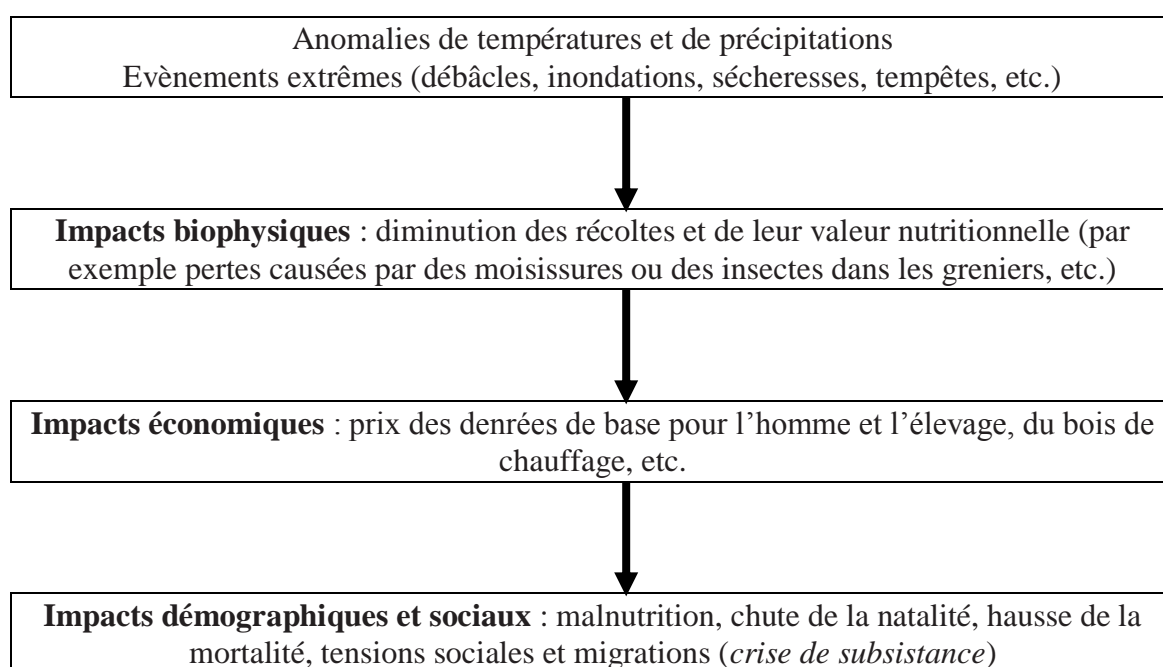 Anomalies de températures et de précipitations
Evènements extrêmes (débâcles, inondations, sécheresses, tempêtes, etc.)
Impacts biophysiques : diminution des récoltes et de leur valeur nutritionnelle (par
exemple pertes causées par des moisissures ou des insectes dans les greniers, etc.)
Impacts économiques : prix des denrées de base pour l’homme et l’élevage, du bois de
chauffage, etc.
Impacts démographiques et sociaux : malnutrition, chute de la natalité, hausse de la
mortalité, tensions sociales et migrations (crise de subsistance)